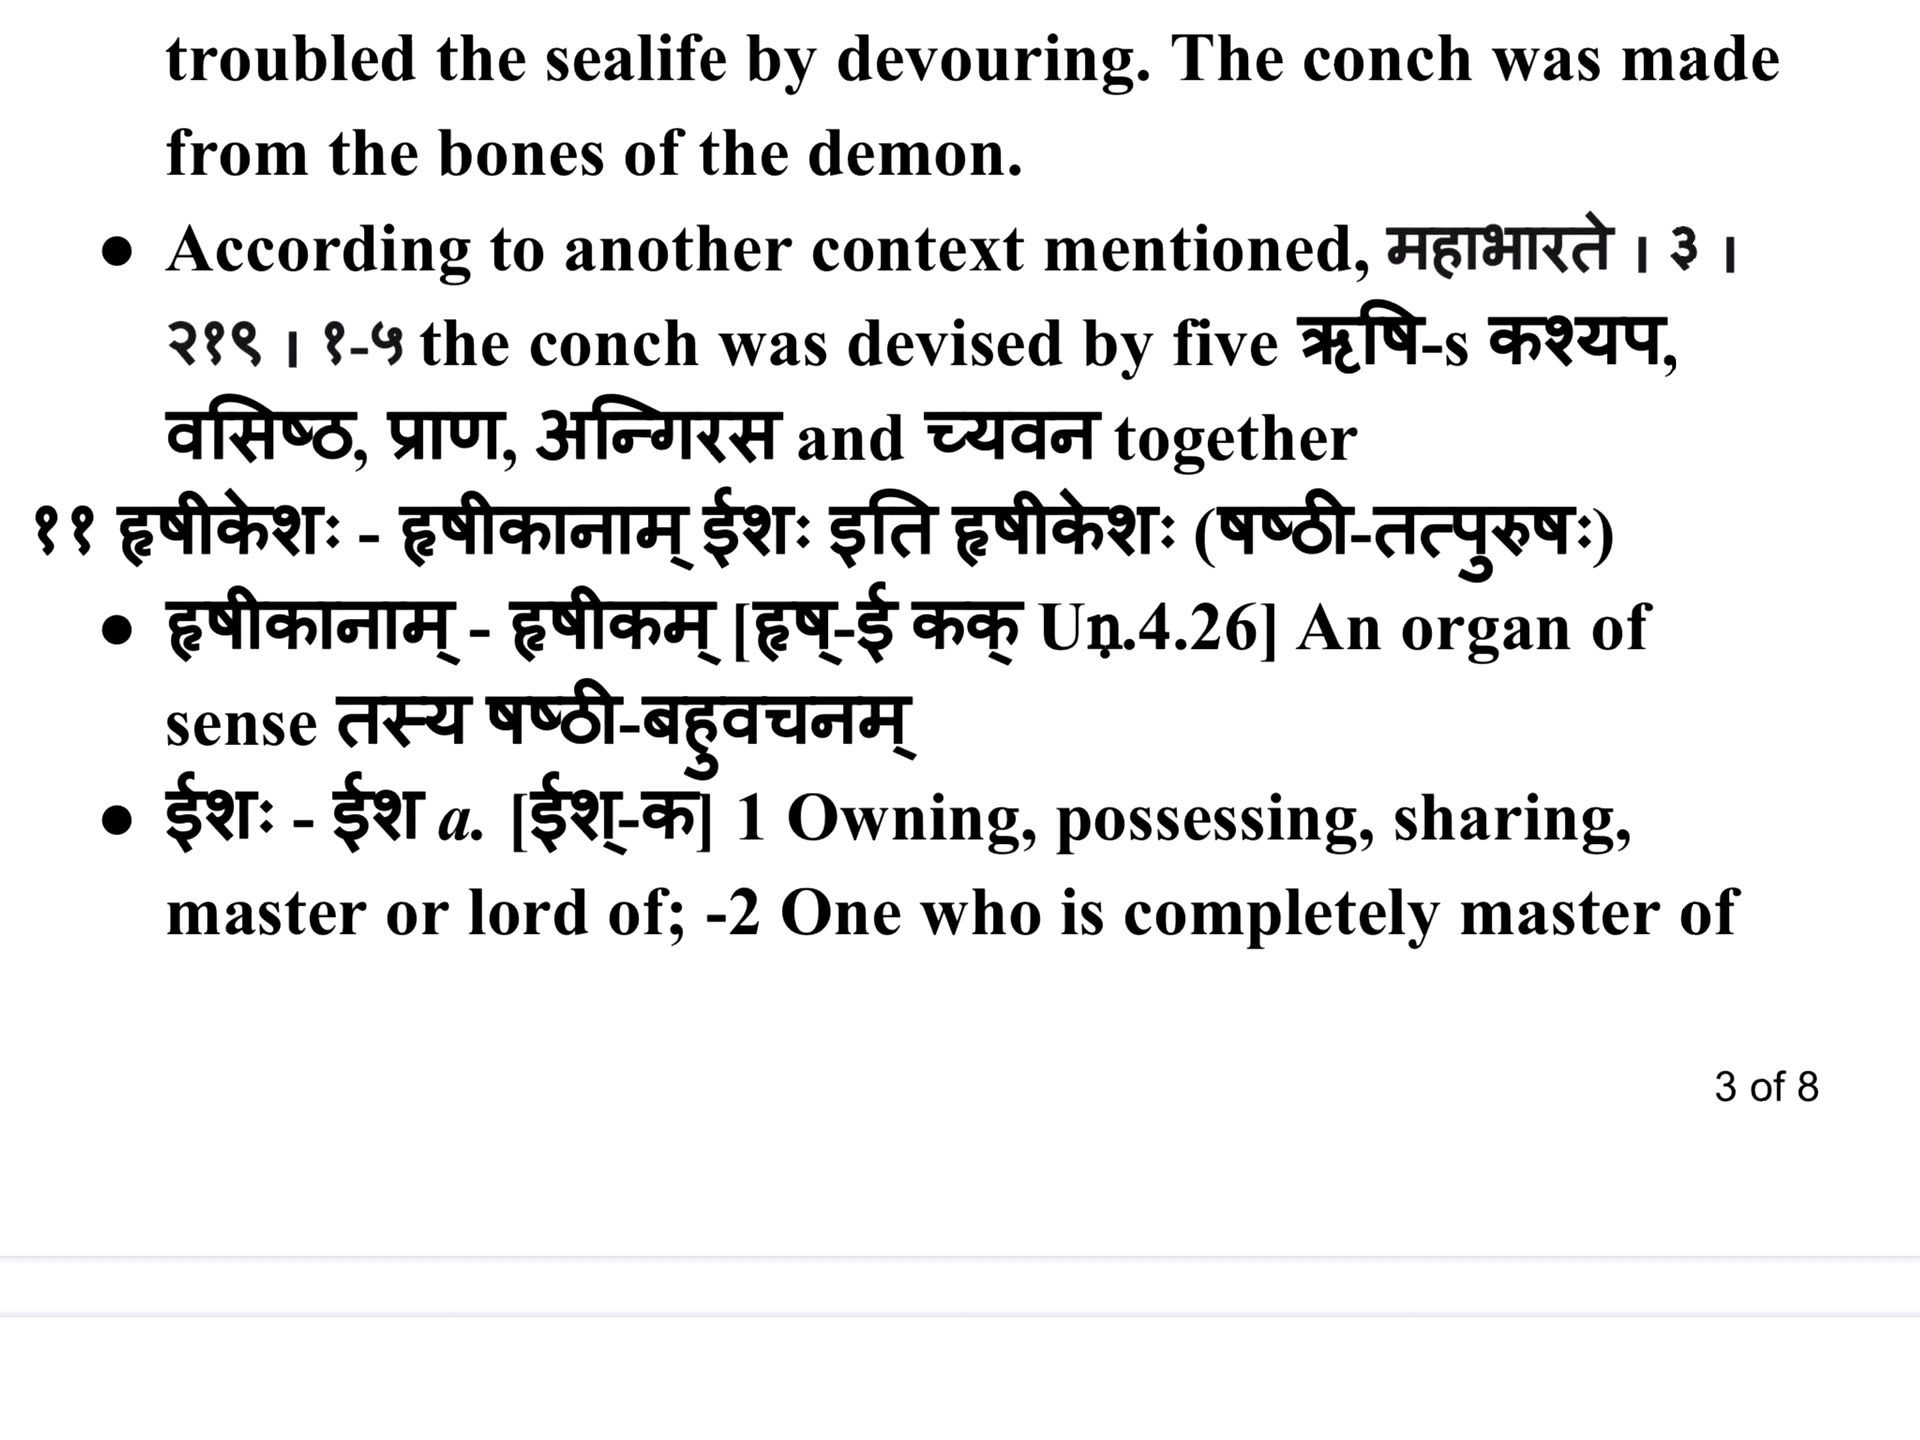 troubled the sealife by devouring. The conch was made
from the bones of the demon.
● According to another context mentioned, महाभारते । ३ ।
२१९ । १-५ the conch was devised by five ऋषि-s कश्यप,
वसिष्ठ, प्राण, अन्गिरस and च्यवन together
११ हृषीकेशः - हृषीकानाम् ईशः इति हृषीकेशः (षष्ठी-तत्पुरुषः)
● हृषीकानाम् - हृषीकम् [हृष्-ई कक् Uṇ.4.26] An organ of
sense तस्य षष्ठी-बहुवचनम्
● ईशः - ईश a. [ईश्-क] 1 Owning, possessing, sharing,
master or lord of; -2 One who is completely master of
3 of 8